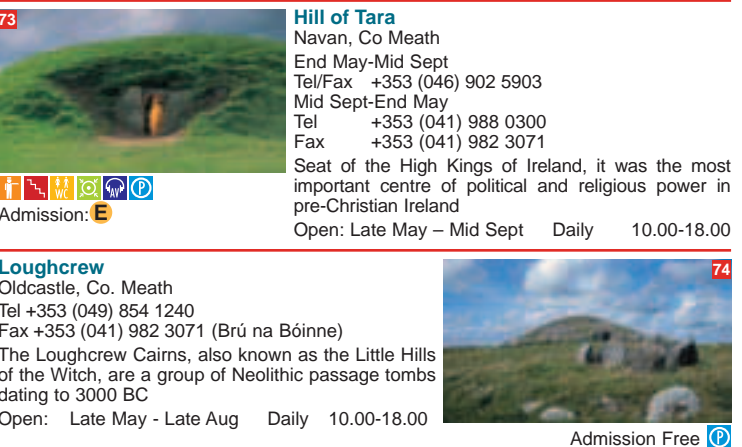 73
Hill of Tara
Navan, Co Meath
End May-Mid Sept
Tel/Fax +353 (046) 902 5903
Mid Sept-End May
Tel +353 (041) 988 0300
Fax +353 (041) 982 3071
Seat of the High Kings of Ireland, it was the most
important centre of political and religious power in
pre-Christian Ireland
Open: Late May – Mid Sept Daily 10.00-18.00
WC AV P
Admission: E
Loughcrew
Oldcastle, Co. Meath
Tel +353 (049) 854 1240
Fax +353 (041) 982 3071 (Brú na Bóinne)
The Loughcrew Cairns, also known as the Little Hills
of the Witch, are a group of Neolithic passage tombs
dating to 3000 BC
Open: Late May - Late Aug Daily 10.00-18.00
74
Admission Free P